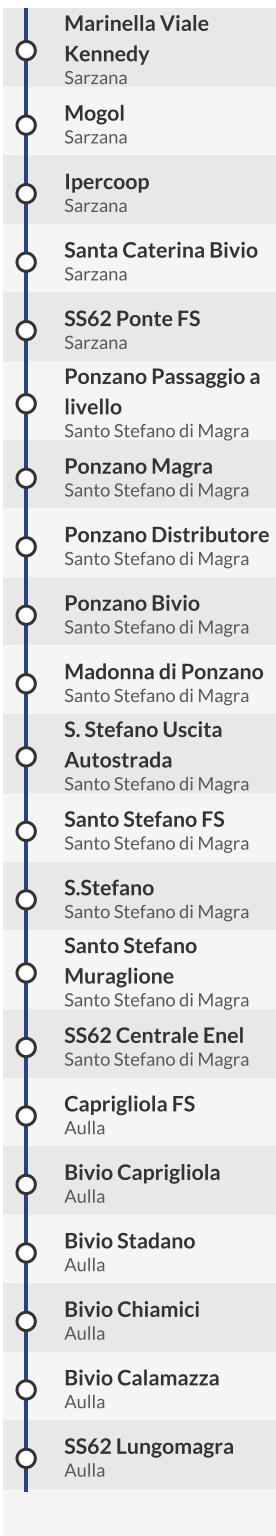 Marinella Viale
Kennedy
Sarzana
Mogol
Sarzana
Ipercoop
Sarzana
Santa Caterina Bivio
Sarzana
SS62 Ponte FS
Sarzana
Ponzano Passaggio a
livello
Santo Stefano di Magra
Ponzano Magra
Santo Stefano di Magra
Ponzano Distributore
Santo Stefano di Magra
Ponzano Bivio
Santo Stefano di Magra
Madonna di Ponzano
Santo Stefano di Magra
S. Stefano Uscita
Autostrada
Santo Stefano di Magra
Santo Stefano FS
Santo Stefano di Magra
S.Stefano
Santo Stefano di Magra
Santo Stefano
Muraglione
Santo Stefano di Magra
SS62 Centrale Enel
Santo Stefano di Magra
Caprigliola FS
Aulla
Bivio Caprigliola
Aulla
Bivio Stadano
Aulla
Bivio Chiamici
Aulla
Bivio Calamazza
Aulla
SS62 Lungomagra
Aulla